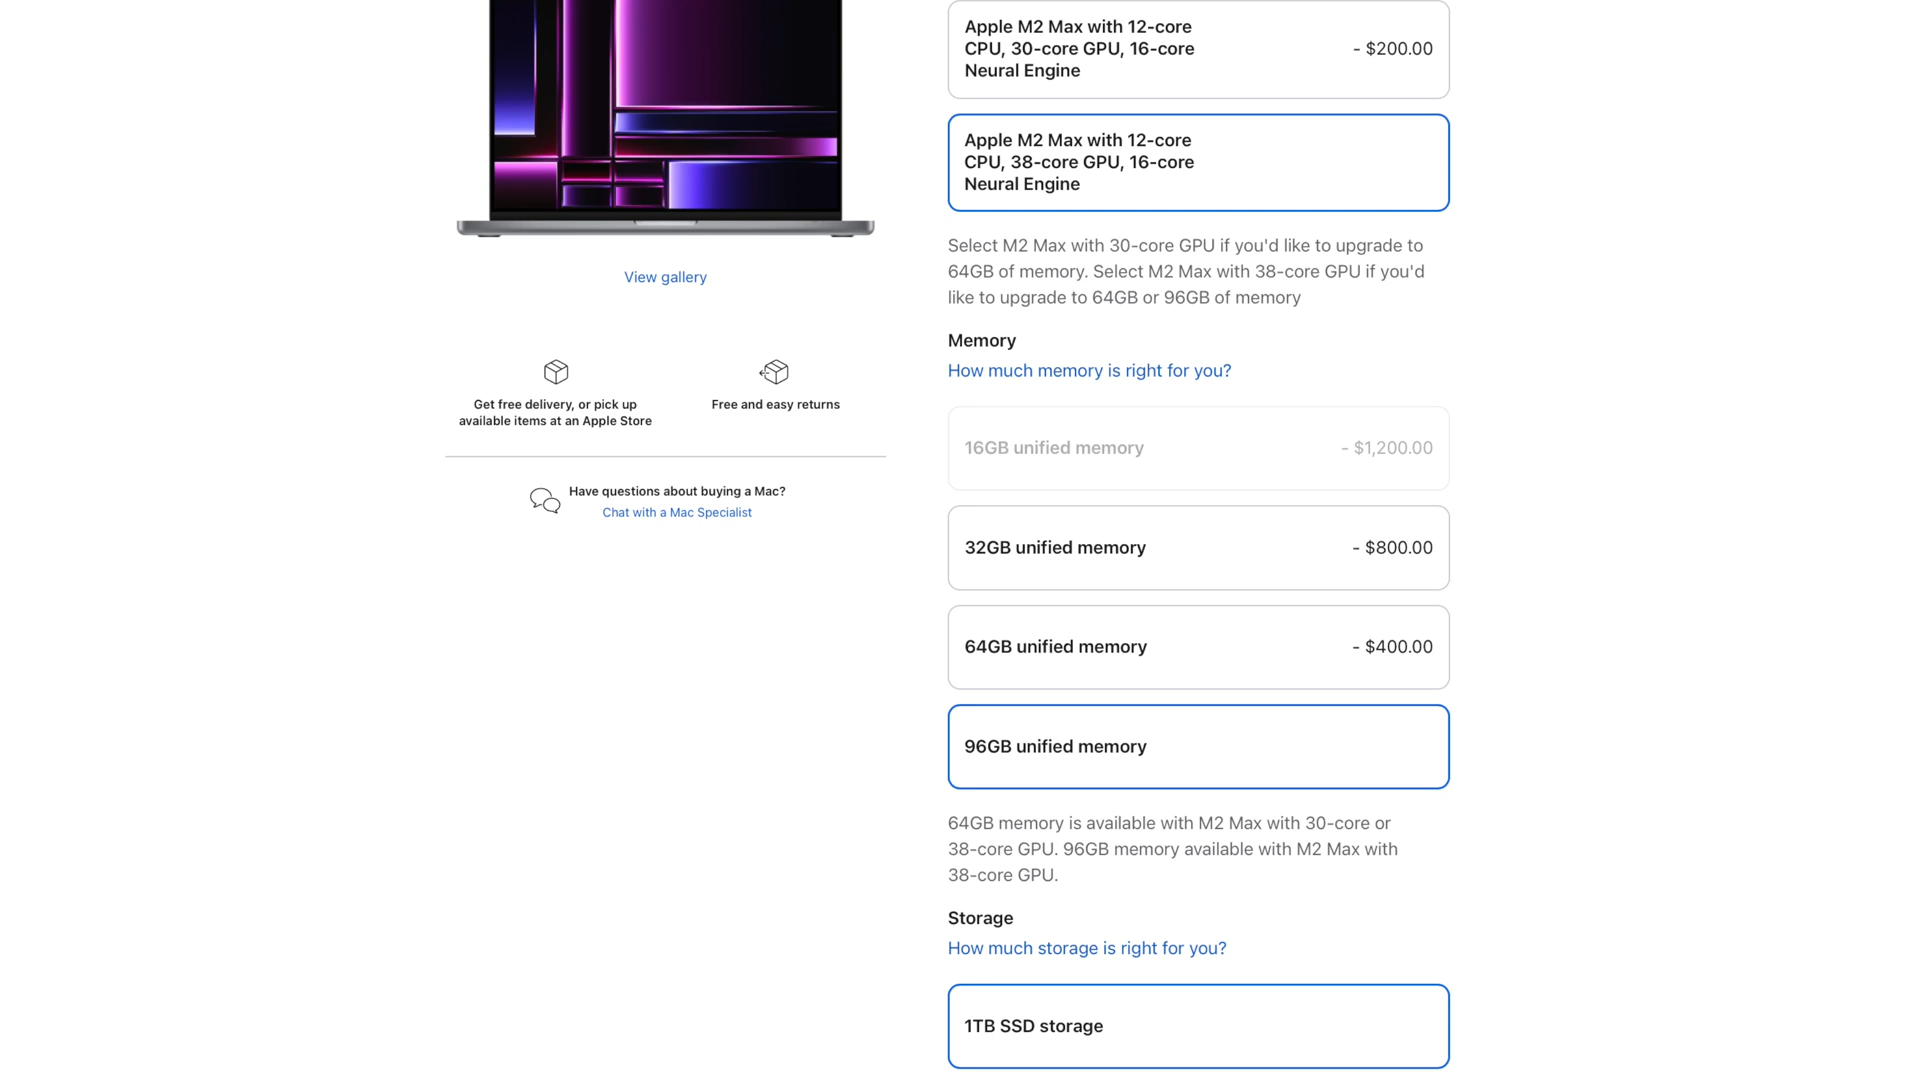 Apple M2 Max with 12-core
CPU, 30-core GPU, 16-core
Neural Engine
- $200.00
Apple M2 Max with 12-core
CPU, 38-core GPU, 16-core
Neural Engine
Select M2 Max with 30-core GPU if you'd like to upgrade to
64GB of memory. Select M2 Max with 38-core GPU if you'd
like to upgrade to 64GB or 96GB of memory
View gallery
Get free delivery, or pick up
available items at an Apple Store
Free and easy returns
Have questions about buying a Mac?
Chat with a Mac Specialist
Memory
How much memory is right for you?
16GB unified memory
- $1,200.00
32GB unified memory
- $800.00
64GB unified memory
- $400.00
96GB unified memory
64GB memory is available with M2 Max with 30-core or
38-core GPU. 96GB memory available with M2 Max with
38-core GPU.
Storage
How much storage is right for you?
1TB SSD storage